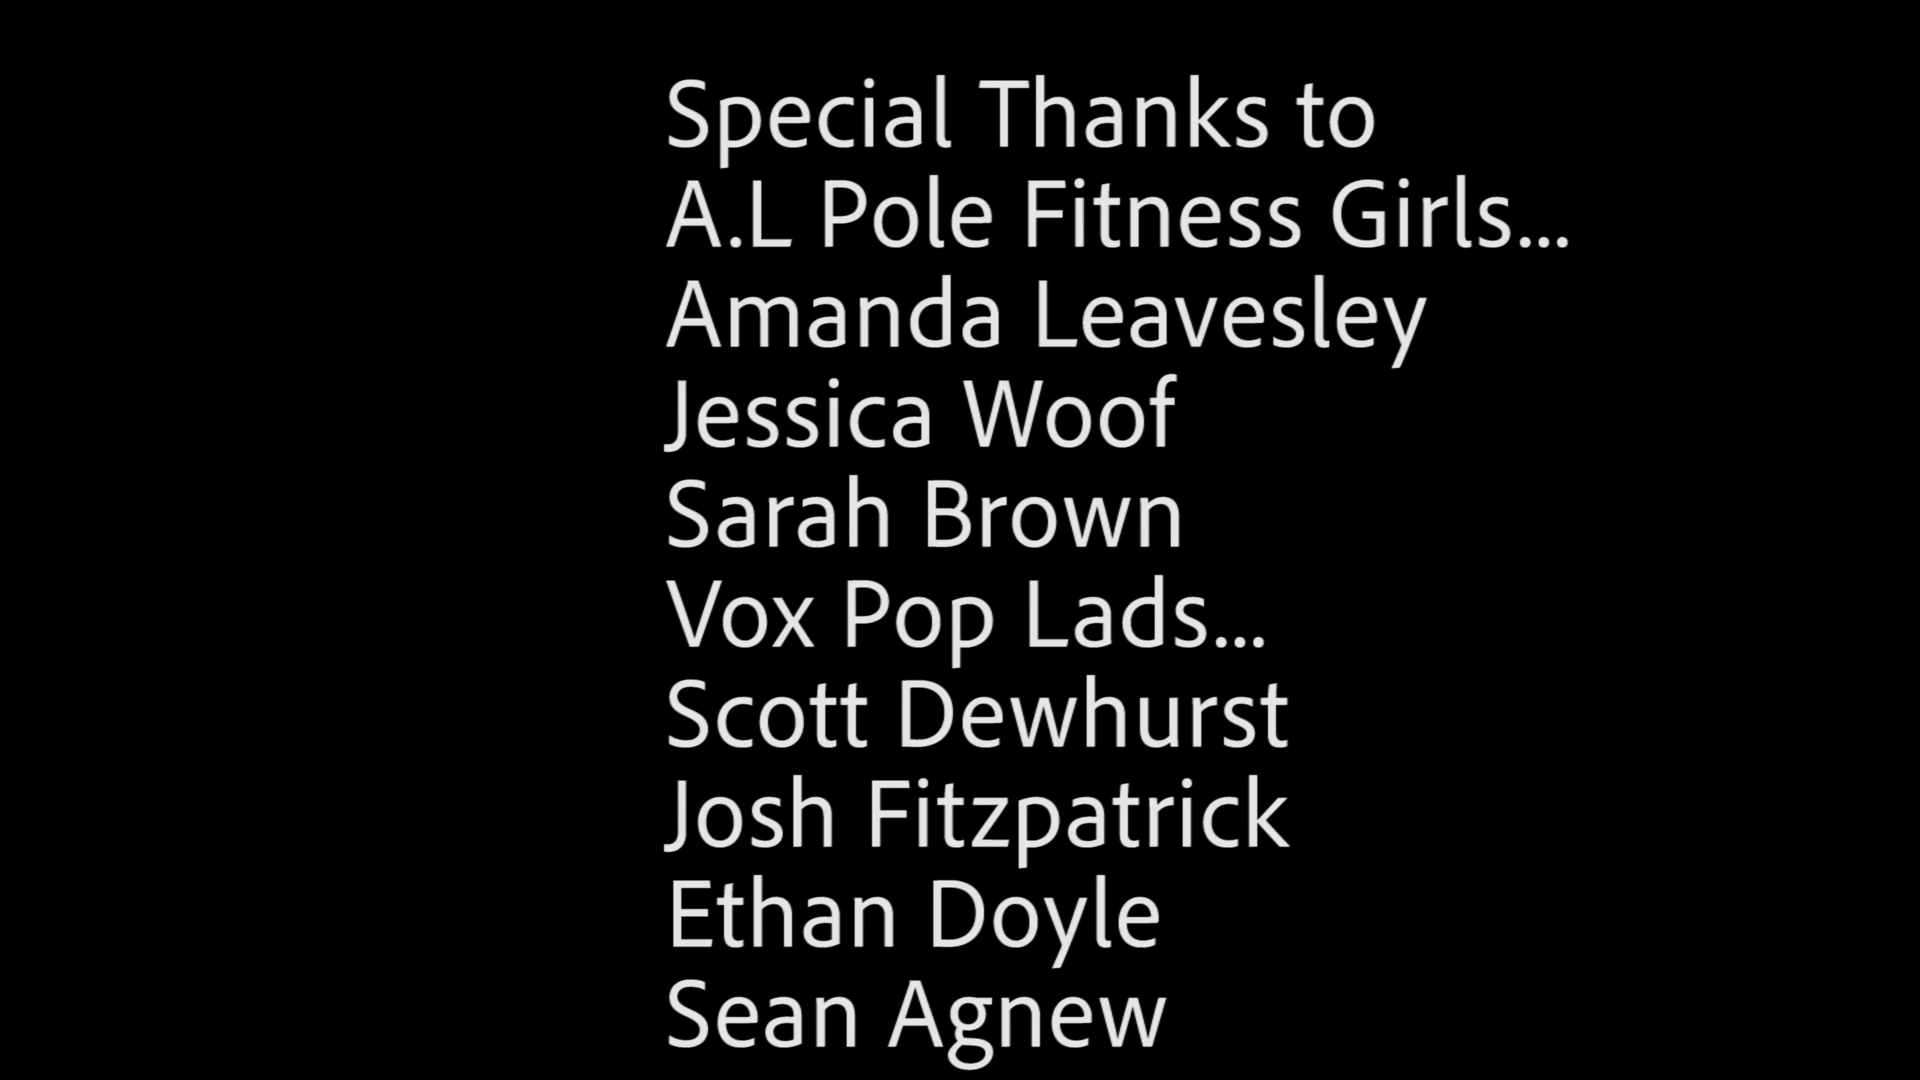 Special Thanks to
A.L Pole Fitness Girls...
Amanda Leavesley
Jessica Woof
Sarah Brown
Vox Pop Lads...
Scott Dewhurst
Josh Fitzpatrick
Ethan Doyle
Sean Agnew